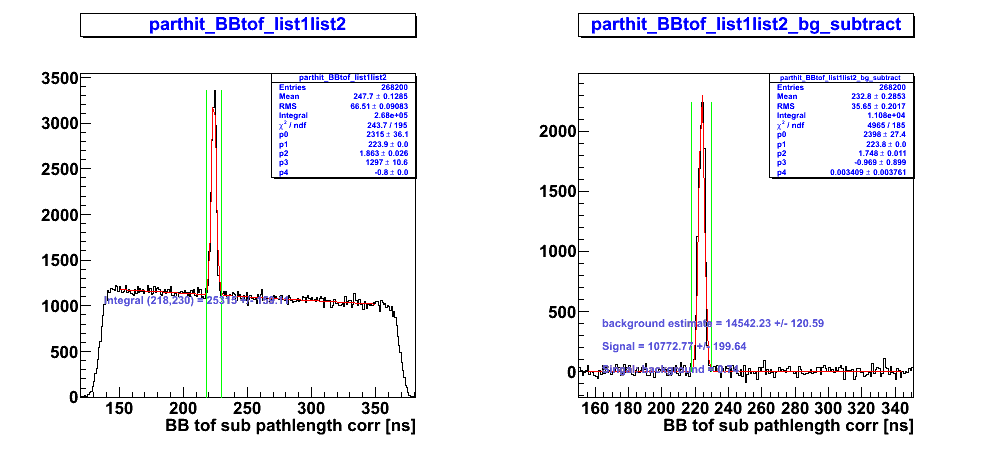 parthit_BBtof_list1list2
parthit_BBtof_list1list2
Entries 268200
Mean 247.7 ± 0.1285
RMS 66.51 ± 0.09083
Integral 2.68e+05
χ² / ndf 243.7 / 195
p0 2315 ± 36.1
p1 223.9 ± 0.0
p2 1.863 ± 0.026
p3 1297 ± 10.6
p4 -0.8 ± 0.0
3500
3000
2500
2000
1500
1000
500
0
Integral (218,230) = 25315 +/-
150 200 250 300 350
BB tof sub pathlength corr [ns]
parthit_BBtof_list1list2_bg_subtract
parthit_BBtof_list1list2_bg_subtract
Entries 268200
Mean 232.8 ± 0.2853
RMS 35.65 ± 0.2017
Integral 1.108e+04
χ² / ndf 4965 / 185
p0 2398 ± 27.4
p1 223.8 ± 0.0
p2 1.748 ± 0.011
p3 -0.969 ± 0.899
p4 0.003409 ± 0.003761
2000
1500
1000
500
0
background estimate = 14542.23 +/- 120.59
Signal = 10772.77 +/- 199.64
160 180 200 220 240 260 280 300 320 340
BB tof sub pathlength corr [ns]